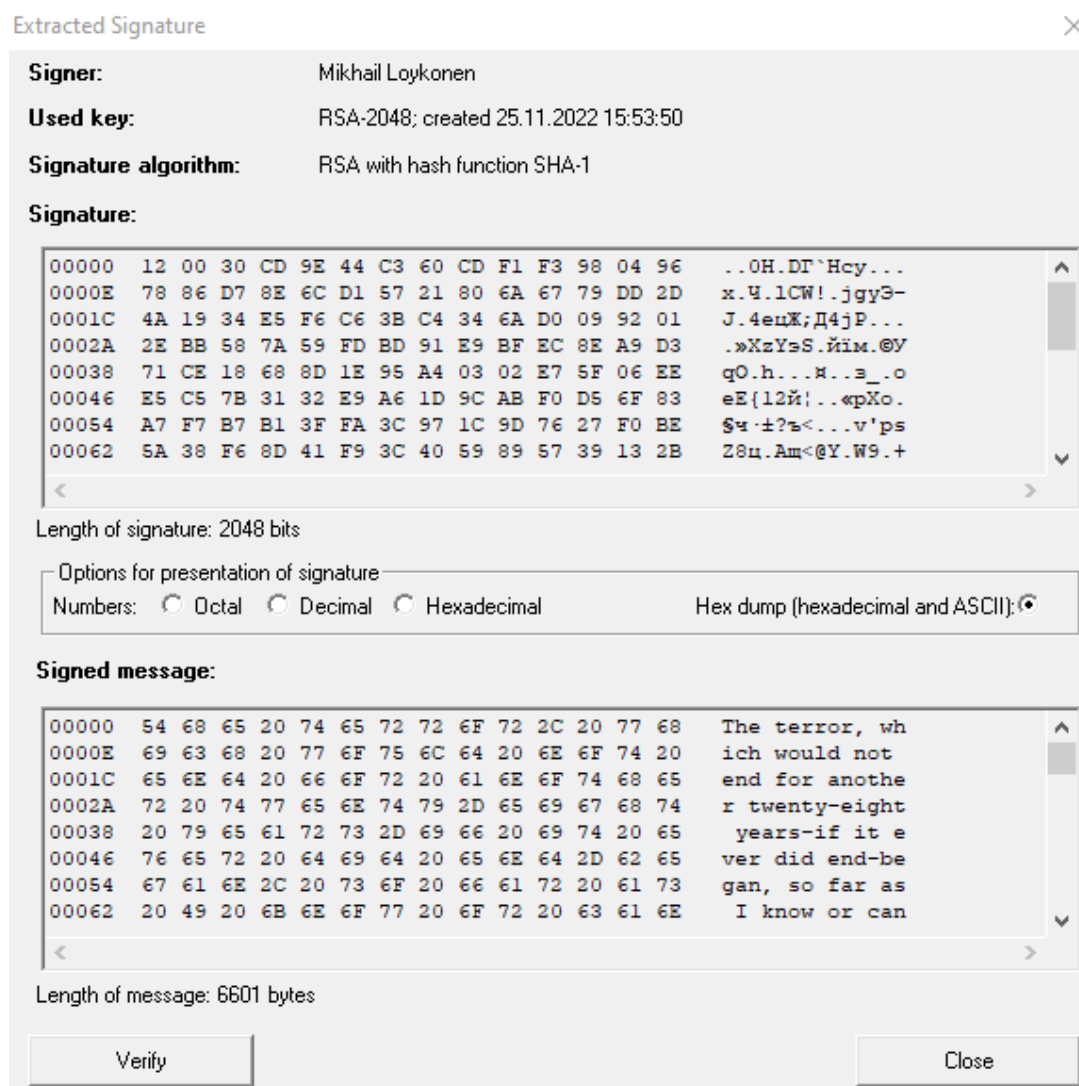 Extracted Signature
Signer: Mikhail Loykonen
Used key: RSA-2048; created 25.11.2022 15:53:50
Signature algorithm: RSA with hash function SHA-1
Signature:
00000 12 00 30 CD 9E 44 C3 60 CD F1 F3 98 04 96 ..0Н.DГ`Нсу...
0000E 78 86 D7 8E 6C D1 57 21 80 6A 67 79 DD 2D x.Ч.lСW!.jgyЭ-
0001C 4A 19 34 E5 F6 C6 3B C4 34 6A D0 09 92 01 J.4ецЖ;Д4jР...
0002A 2E BB 58 7A 59 FD BD 91 E9 BF EC 8E A9 D3 .»XzYэЅ.йїм.©У
00038 71 CE 18 68 8D 1E 95 A4 03 02 E7 5F 06 EE qО.h...¤..з_.о
00046 E5 C5 7B 31 32 E9 A6 1D 9C AB F0 D5 6F 83 еЕ{12й¦..«рХo.
00054 A7 F7 B7 B1 3F FA 3C 97 1C 9D 76 27 F0 BE §ч·±?ъ<...v'рѕ
00062 5A 38 F6 8D 41 F9 3C 40 59 89 57 39 13 2B Z8ц.Aщ<@Y.W9.+
Length of signature: 2048 bits
Options for presentation of signature
Numbers: Octal Decimal Hexadecimal Hex dump (hexadecimal and ASCII):
Signed message:
00000 54 68 65 20 74 65 72 72 6F 72 2C 20 77 68 The terror, wh
0000E 69 63 68 20 77 6F 75 6C 64 20 6E 6F 74 20 ich would not
0001C 65 6E 64 20 66 6F 72 20 61 6E 6F 74 68 65 end for anothe
0002A 72 20 74 77 65 6E 74 79 2D 65 69 67 68 74 r twenty-eight
00038 20 79 65 61 72 73 2D 69 66 20 69 74 20 65 years-if it e
00046 76 65 72 20 64 69 64 20 65 6E 64 2D 62 65 ver did end-be
00054 67 61 6E 2C 20 73 6F 20 66 61 72 20 61 73 gan, so far as
00062 20 49 20 6B 6E 6F 77 20 6F 72 20 63 61 6E I know or can
Length of message: 6601 bytes
Verify Close